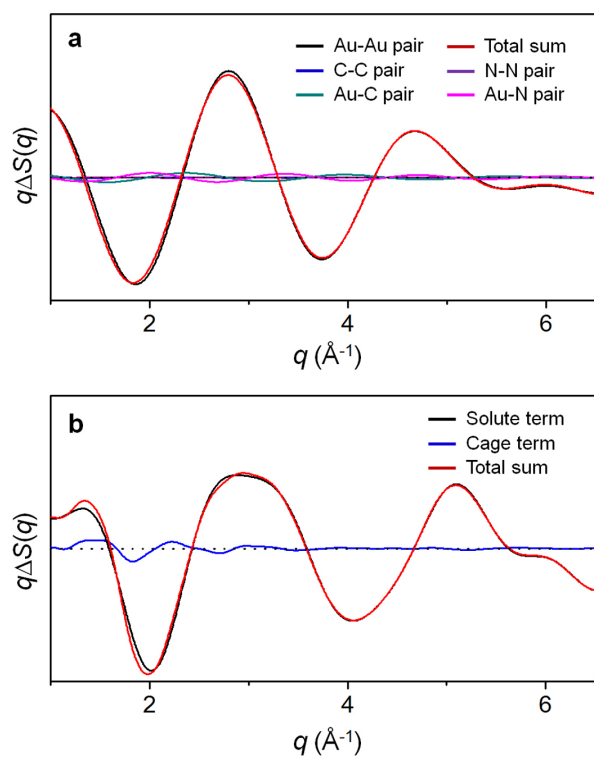 a
Au-Au pair Total sum
C-C pair N-N pair
Au-C pair Au-N pair
qΔS(q)
2 4 6
q (Å-1)
b
Solute term
Cage term
Total sum
qΔS(q)
2 4 6
q (Å-1)